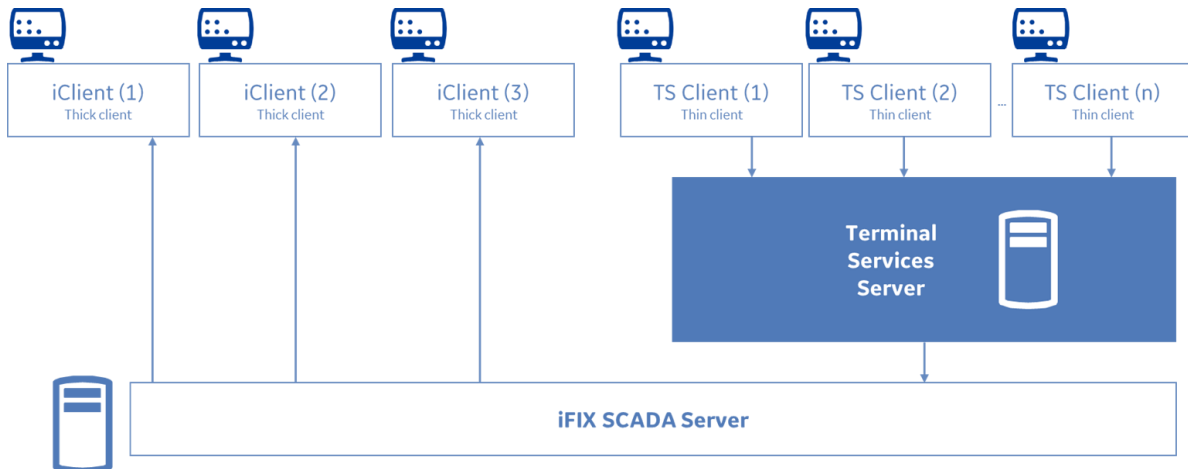 iClient (1)
Thick client
iClient (2)
Thick client
iClient (3)
Thick client
TS Client (1)
Thin client
TS Client (2)
Thin client
...
TS Client (n)
Thin client
Terminal
Services
Server
iFIX SCADA Server